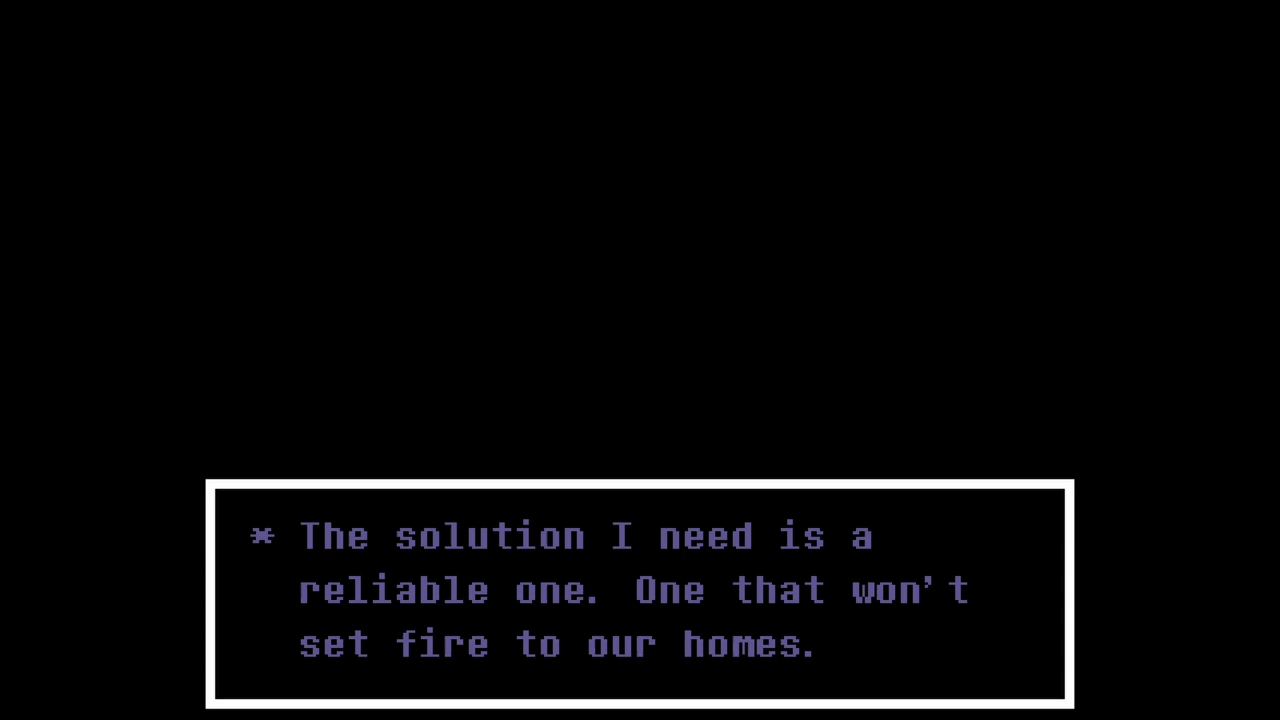 * The solution I need is a
reliable one. One that won't
set fire to our homes.